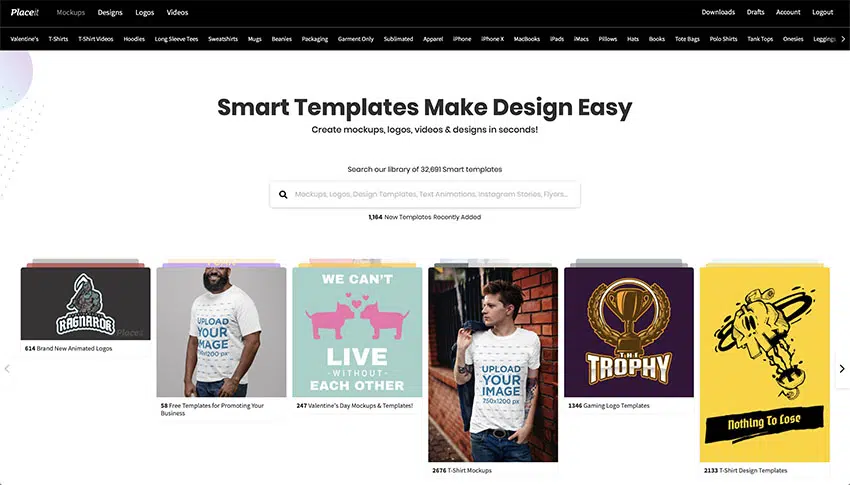 Placeit Mockups Designs Logos Videos Downloads Drafts Account Logout
Valentine's T-Shirts T-Shirt Videos Hoodies Long Sleeve Tees Sweatshirts Mugs Beanies Packaging Garment Only Sublimated Apparel iPhone iPhone X MacBooks iPads iMacs Pillows Hats Books Tote Bags Polo Shirts Tank Tops Onesies Leggings
Smart Templates Make Design Easy
Create mockups, logos, videos & designs in seconds!
Search our library of 32,691 Smart templates
Mockups, Logos, Design Templates, Text Animations, Instagram Stories, Flyers...
1,164 New Templates Recently Added
RAGNAROR
Placeit
614 Brand New Animated Logos
UPLOAD
YOUR
IMAGE
58 Free Templates for Promoting Your
Business
WE CAN'T
LIVE
-WITHOUT-
EACH OTHER
247 Valentine's Day Mockups & Templates!
UPLOAD
YOUR
IMAGE
750x1200 px
2676 T-Shirt Mockups
THE
TROPHY
1346 Gaming Logo Templates
Nothing To Lose
2133 T-Shirt Design Templates